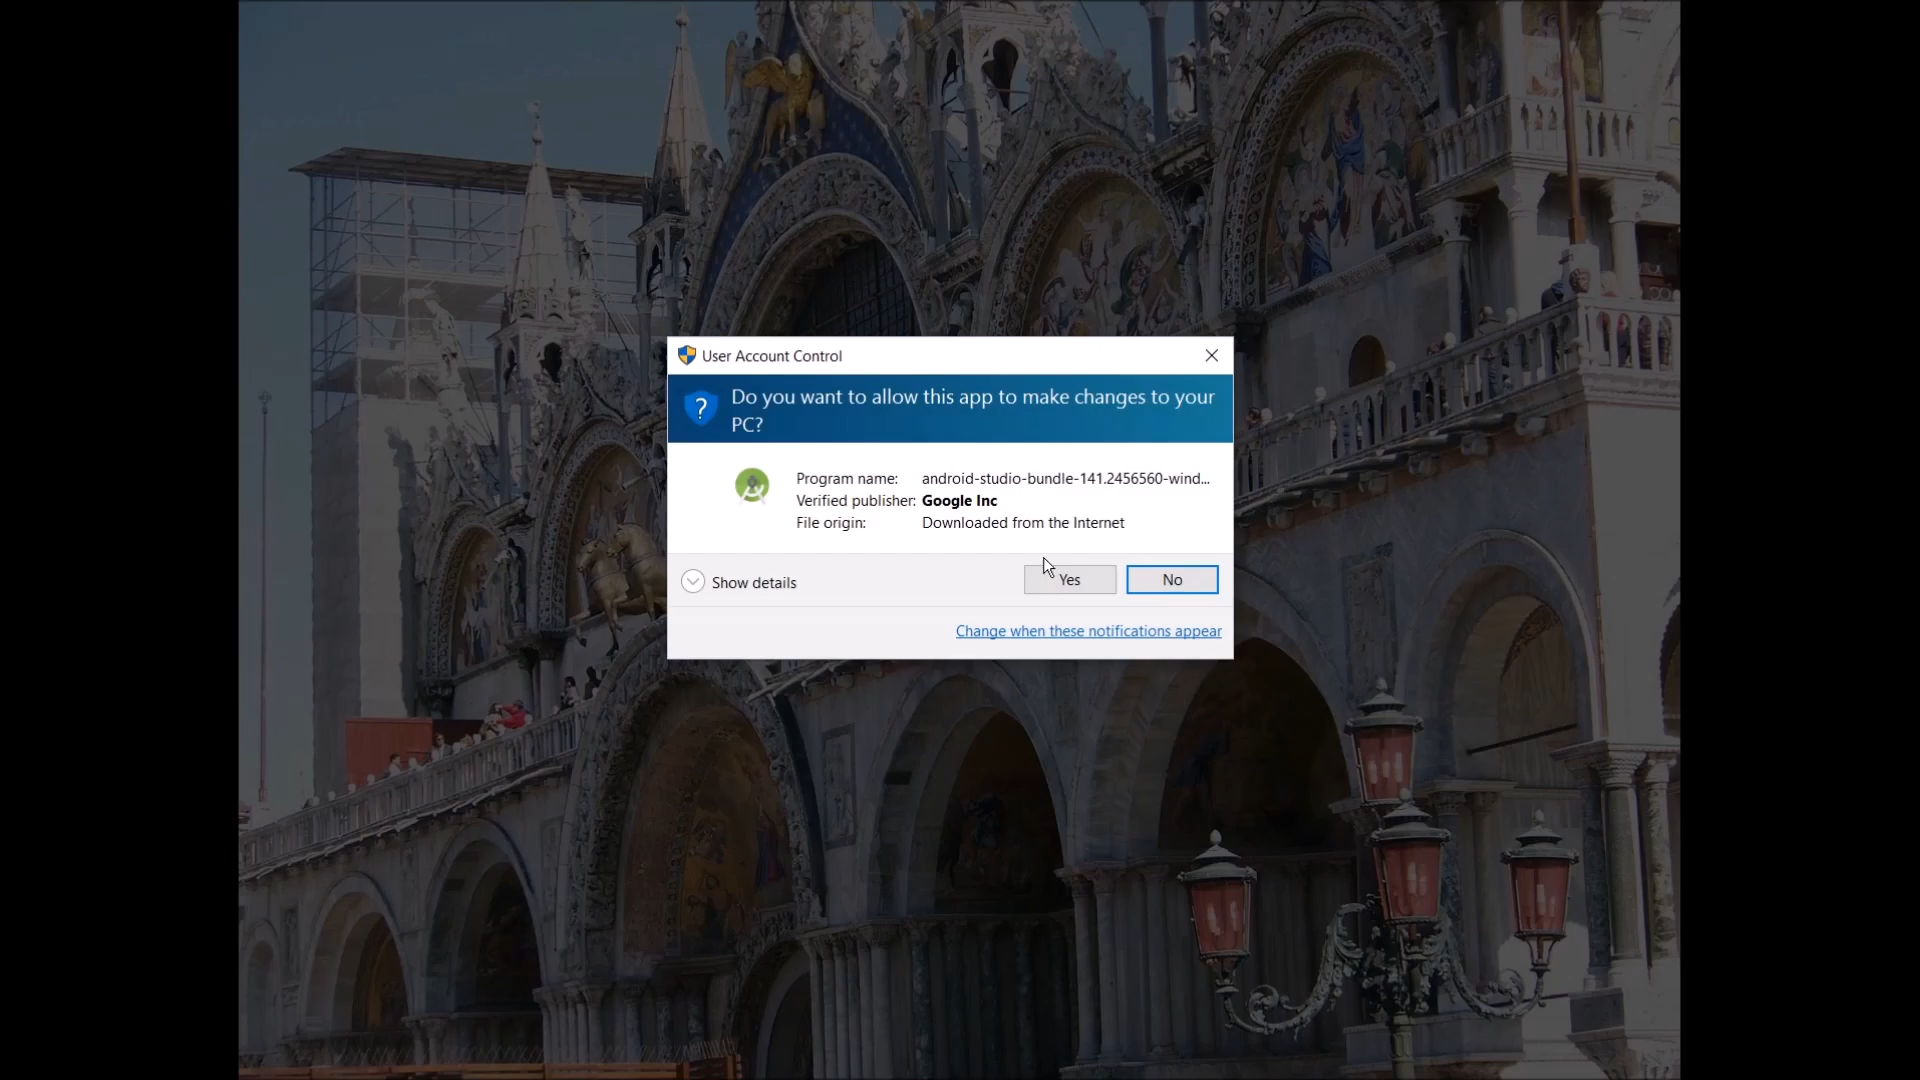 User Account Control
?
Do you want to allow this app to make changes to your
PC?
Program name: android-studio-bundle-141.2456560-wind...
Verified publisher: Google Inc
File origin: Downloaded from the Internet
Show details
Yes
No
Change when these notifications appear